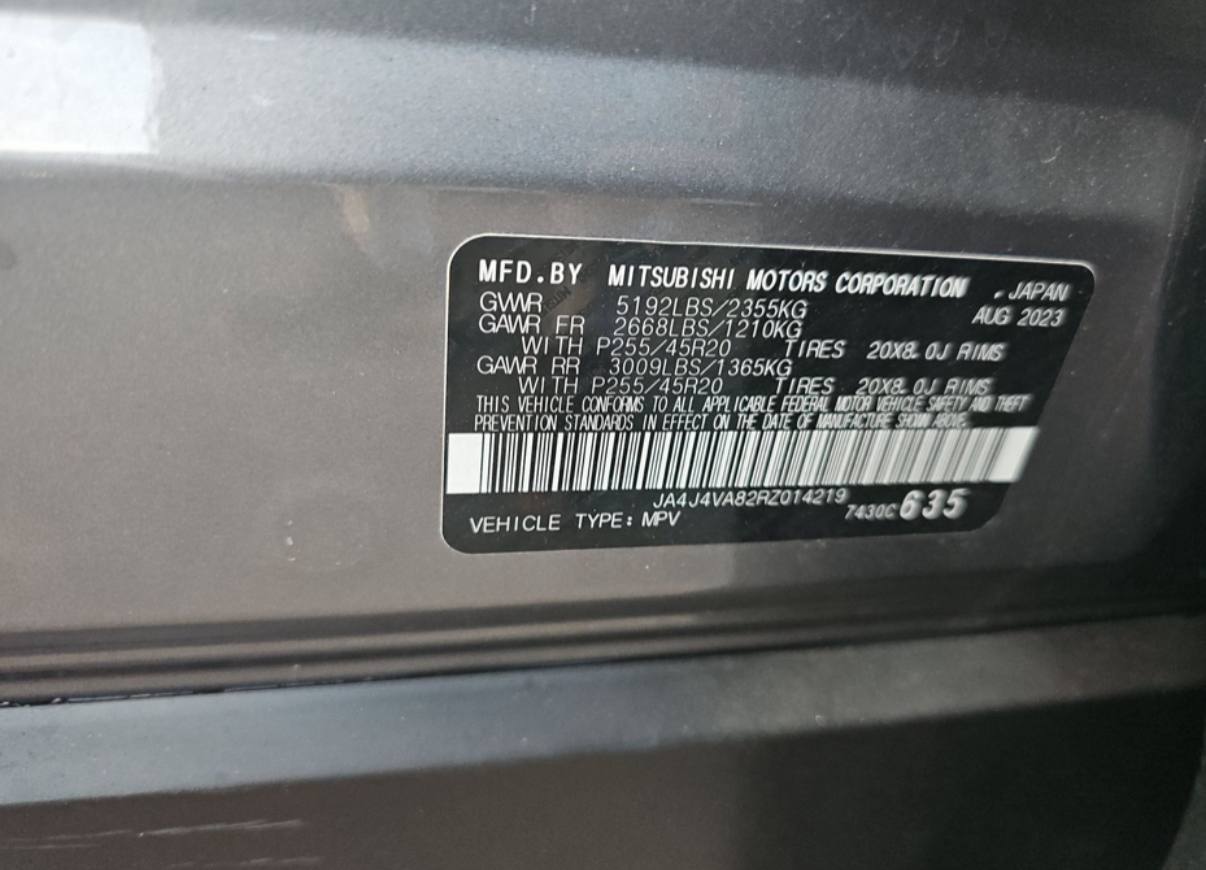 MFD.BY MITSUBISHI MOTORS CORPORATION , JAPAN
GVWR 5192LBS/2355KG AUG 2023
GAWR FR 2668LBS/1210KG
WITH P255/45R20 TIRES 20X8.0J RIMS
GAWR RR 3009LBS/1365KG
WITH P255/45R20 TIRES 20X8.0J RIMS
THIS VEHICLE CONFORMS TO ALL APPLICABLE FEDERAL MOTOR VEHICLE SAFETY AND THEFT
PREVENTION STANDARDS IN EFFECT ON THE DATE OF MANUFACTURE SHOWN ABOVE.
JA4J4VA82RZ014219
VEHICLE TYPE: MPV 7430C 635